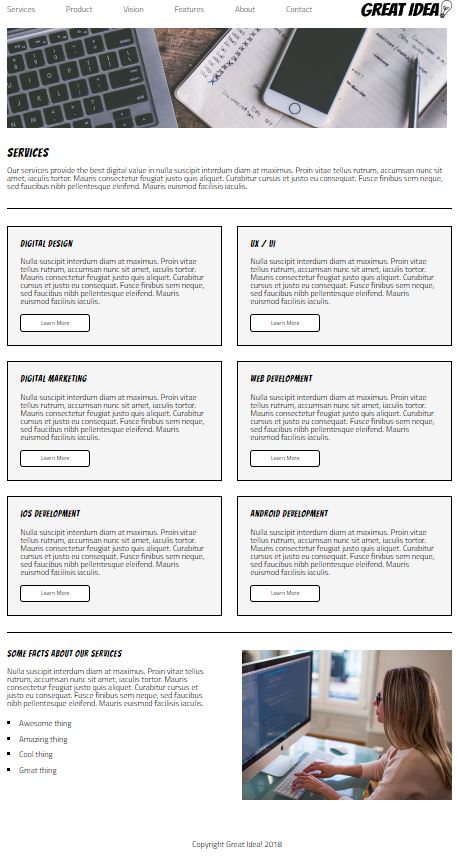 Services Product Vision Features About Contact GREAT IDEA
SERVICES
Our services provide the best digital value in nulla suscipit interdum diam at maximus. Proin vitae tellus rutrum, accumsan nunc sit
amet, iaculis tortor. Mauris consectetur feugiat justo quis aliquet. Curabitur cursus et justo eu consequat. Fusce finibus sem neque,
sed faucibus nibh pellentesque eleifend. Mauris euismod facilisis iaculis.
DIGITAL DESIGN
Nulla suscipit interdum diam at maximus. Proin vitae
tellus rutrum, accumsan nunc sit amet, iaculis tortor.
Mauris consectetur feugiat justo quis aliquet. Curabitur
cursus et justo eu consequat. Fusce finibus sem neque,
sed faucibus nibh pellentesque eleifend. Mauris
euismod facilisis iaculis.
Learn More
UX / UI
Nulla suscipit interdum diam at maximus. Proin vitae
tellus rutrum, accumsan nunc sit amet, iaculis tortor.
Mauris consectetur feugiat justo quis aliquet. Curabitur
cursus et justo eu consequat. Fusce finibus sem neque,
sed faucibus nibh pellentesque eleifend. Mauris
euismod facilisis iaculis.
Learn More
DIGITAL MARKETING
Nulla suscipit interdum diam at maximus. Proin vitae
tellus rutrum, accumsan nunc sit amet, iaculis tortor.
Mauris consectetur feugiat justo quis aliquet. Curabitur
cursus et justo eu consequat. Fusce finibus sem neque,
sed faucibus nibh pellentesque eleifend. Mauris
euismod facilisis iaculis.
Learn More
WEB DEVELOPMENT
Nulla suscipit interdum diam at maximus. Proin vitae
tellus rutrum, accumsan nunc sit amet, iaculis tortor.
Mauris consectetur feugiat justo quis aliquet. Curabitur
cursus et justo eu consequat. Fusce finibus sem neque,
sed faucibus nibh pellentesque eleifend. Mauris
euismod facilisis iaculis.
Learn More
IOS DEVELOPMENT
Nulla suscipit interdum diam at maximus. Proin vitae
tellus rutrum, accumsan nunc sit amet, iaculis tortor.
Mauris consectetur feugiat justo quis aliquet. Curabitur
cursus et justo eu consequat. Fusce finibus sem neque,
sed faucibus nibh pellentesque eleifend. Mauris
euismod facilisis iaculis.
Learn More
ANDROID DEVELOPMENT
Nulla suscipit interdum diam at maximus. Proin vitae
tellus rutrum, accumsan nunc sit amet, iaculis tortor.
Mauris consectetur feugiat justo quis aliquet. Curabitur
cursus et justo eu consequat. Fusce finibus sem neque,
sed faucibus nibh pellentesque eleifend. Mauris
euismod facilisis iaculis.
Learn More
SOME FACTS ABOUT OUR SERVICES
Nulla suscipit interdum diam at maximus. Proin vitae tellus
rutrum, accumsan nunc sit amet, iaculis tortor. Mauris
consectetur feugiat justo quis aliquet. Curabitur cursus et
justo eu consequat. Fusce finibus sem neque, sed faucibus
nibh pellentesque eleifend. Mauris euismod facilisis iaculis.
Awesome thing
Amazing thing
Cool thing
Great thing
Copyright Great Idea! 2018